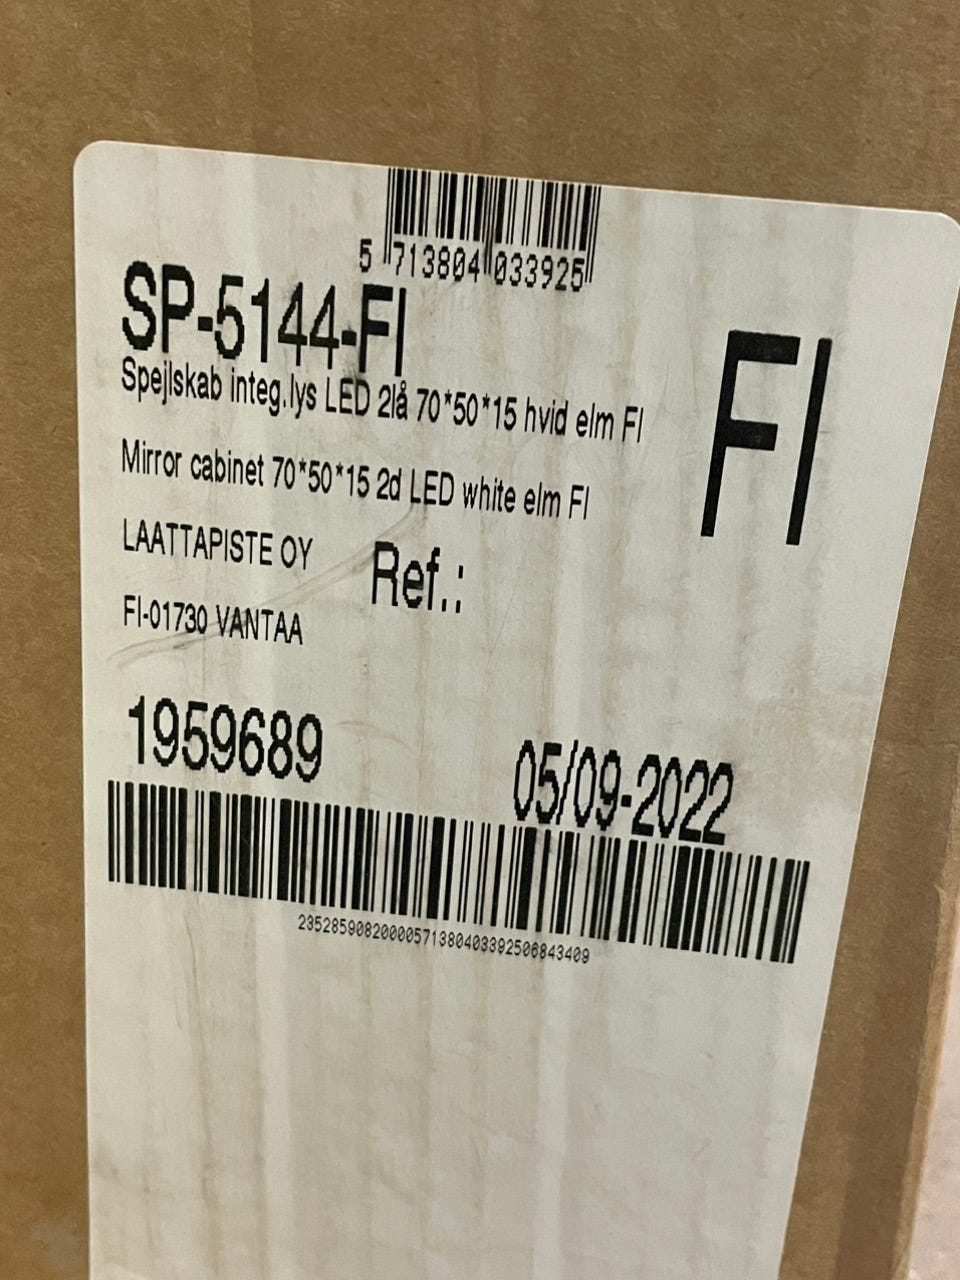 5 713804 033925
SP-5144-FI
FI
Spejlskab integ.lys LED 2lå 70*50*15 hvid elm FI
Mirror cabinet 70*50*15 2d LED white elm FI
LAATTAPISTE OY
Ref.:
FI-01730 VANTAA
1959689
05/09-2022
23528590820000571380403392506843409